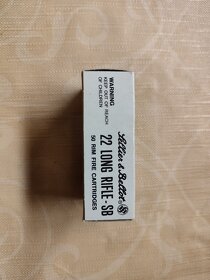 WARNING
KEEP OUT OF REACH
OF CHILDREN
Sellier & Bellot
22 LONG RIFLE-SB
50 RIM FIRE CARTRIDGES